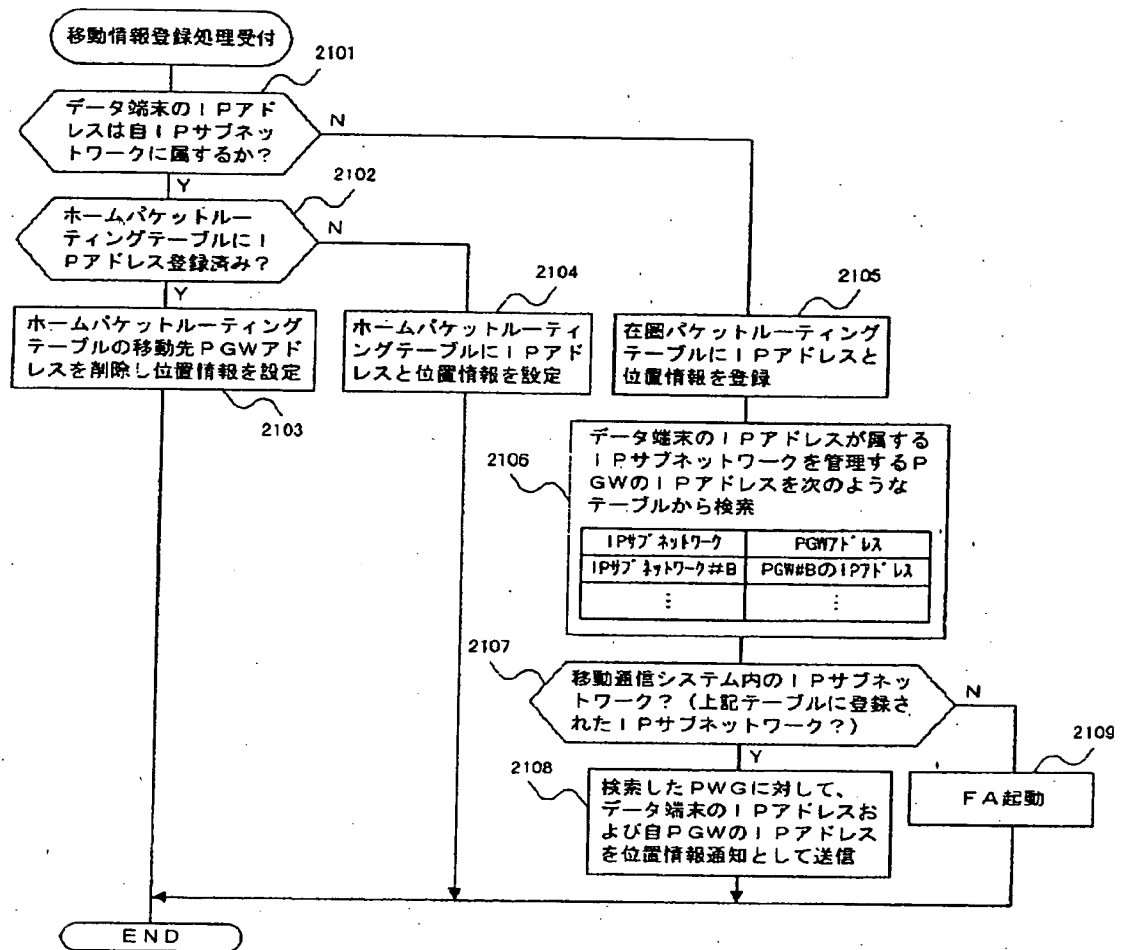 移動情報登録処理受付
2101
データ端末のIPアド
レスは自IPサブネッ
トワークに属するか?
N
Y
2102
ホームパケットルー
ティングテーブルにI
Pアドレス登録済み?
N
Y
ホームパケットルーティング
テーブルの移動先PGWアド
レスを削除し位置情報を設定
2103
2104
ホームパケットルーティ
ングテーブルにIPアド
レスと位置情報を設定
2105
在圏パケットルーティング
テーブルにIPアドレスと
位置情報を登録
2106
データ端末のIPアドレスが属する
IPサブネットワークを管理するP
GWのIPアドレスを次のような
テーブルから検索
IPサブネットワーク PGWアドレス
IPサブネットワーク#B PGW#BのIPアドレス
⋮ ⋮
2107
移動通信システム内のIPサブネッ
トワーク?(上記テーブルに登録さ
れたIPサブネットワーク?)
N
Y
2108
検索したPWGに対して、
データ端末のIPアドレスお
よび自PGWのIPアドレス
を位置情報通知として送信
2109
FA起動
END